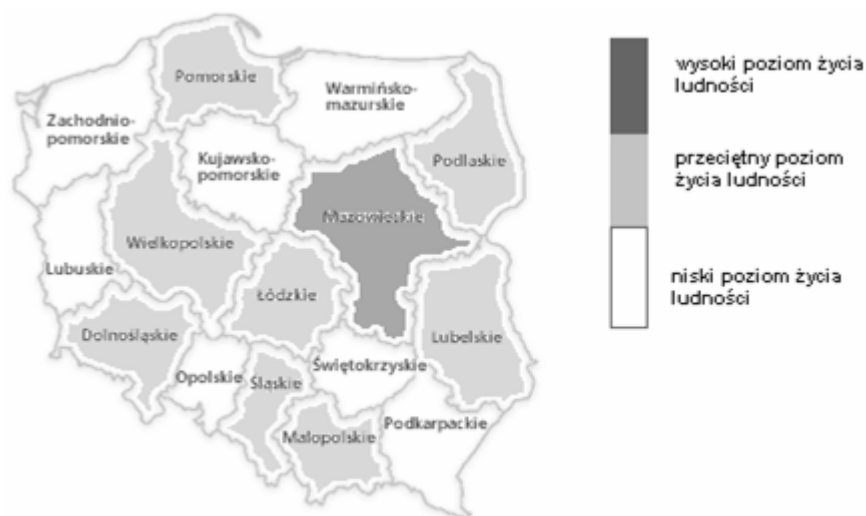 Pomorskie
Warmińsko-
mazurskie
Zachodnio-
pomorskie
Kujawsko-
pomorskie
Podlaskie
Mazowieckie
Wielkopolskie
Lubuskie
Łódzkie
Dolnośląskie
Lubelskie
Opolskie
Śląskie
Świętokrzyskie
Małopolskie
Podkarpackie
wysoki poziom życia
ludności
przeciętny poziom
życia ludności
niski poziom życia
ludności